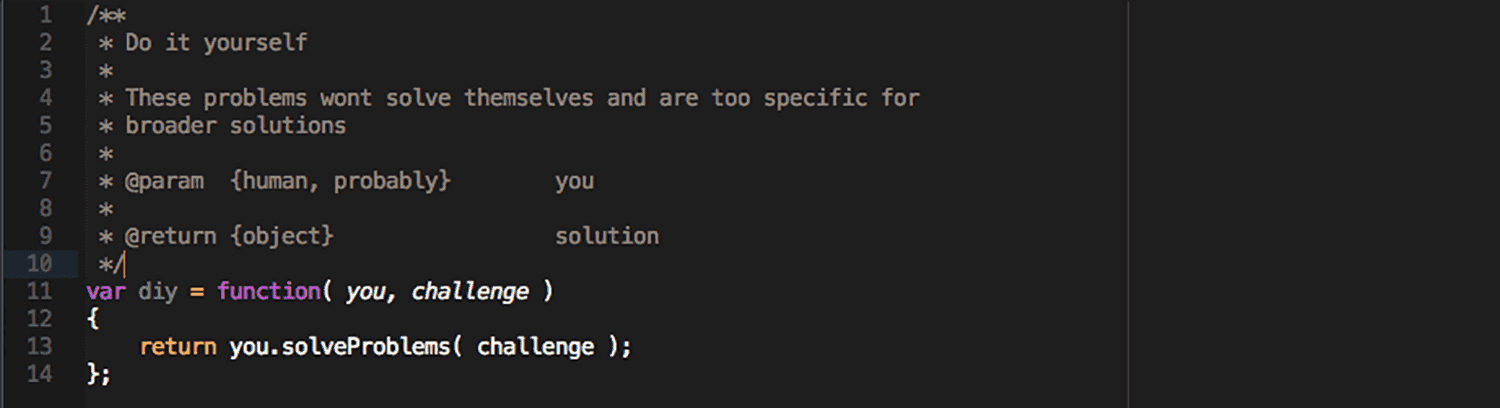 1 /**
2  * Do it yourself
3  *
4  * These problems wont solve themselves and are too specific for
5  * broader solutions
6  *
7  * @param  {human, probably}        you
8  *
9  * @return {object}                 solution
10  */
11 var diy = function( you, challenge )
12 {
13     return you.solveProblems( challenge );
14 };